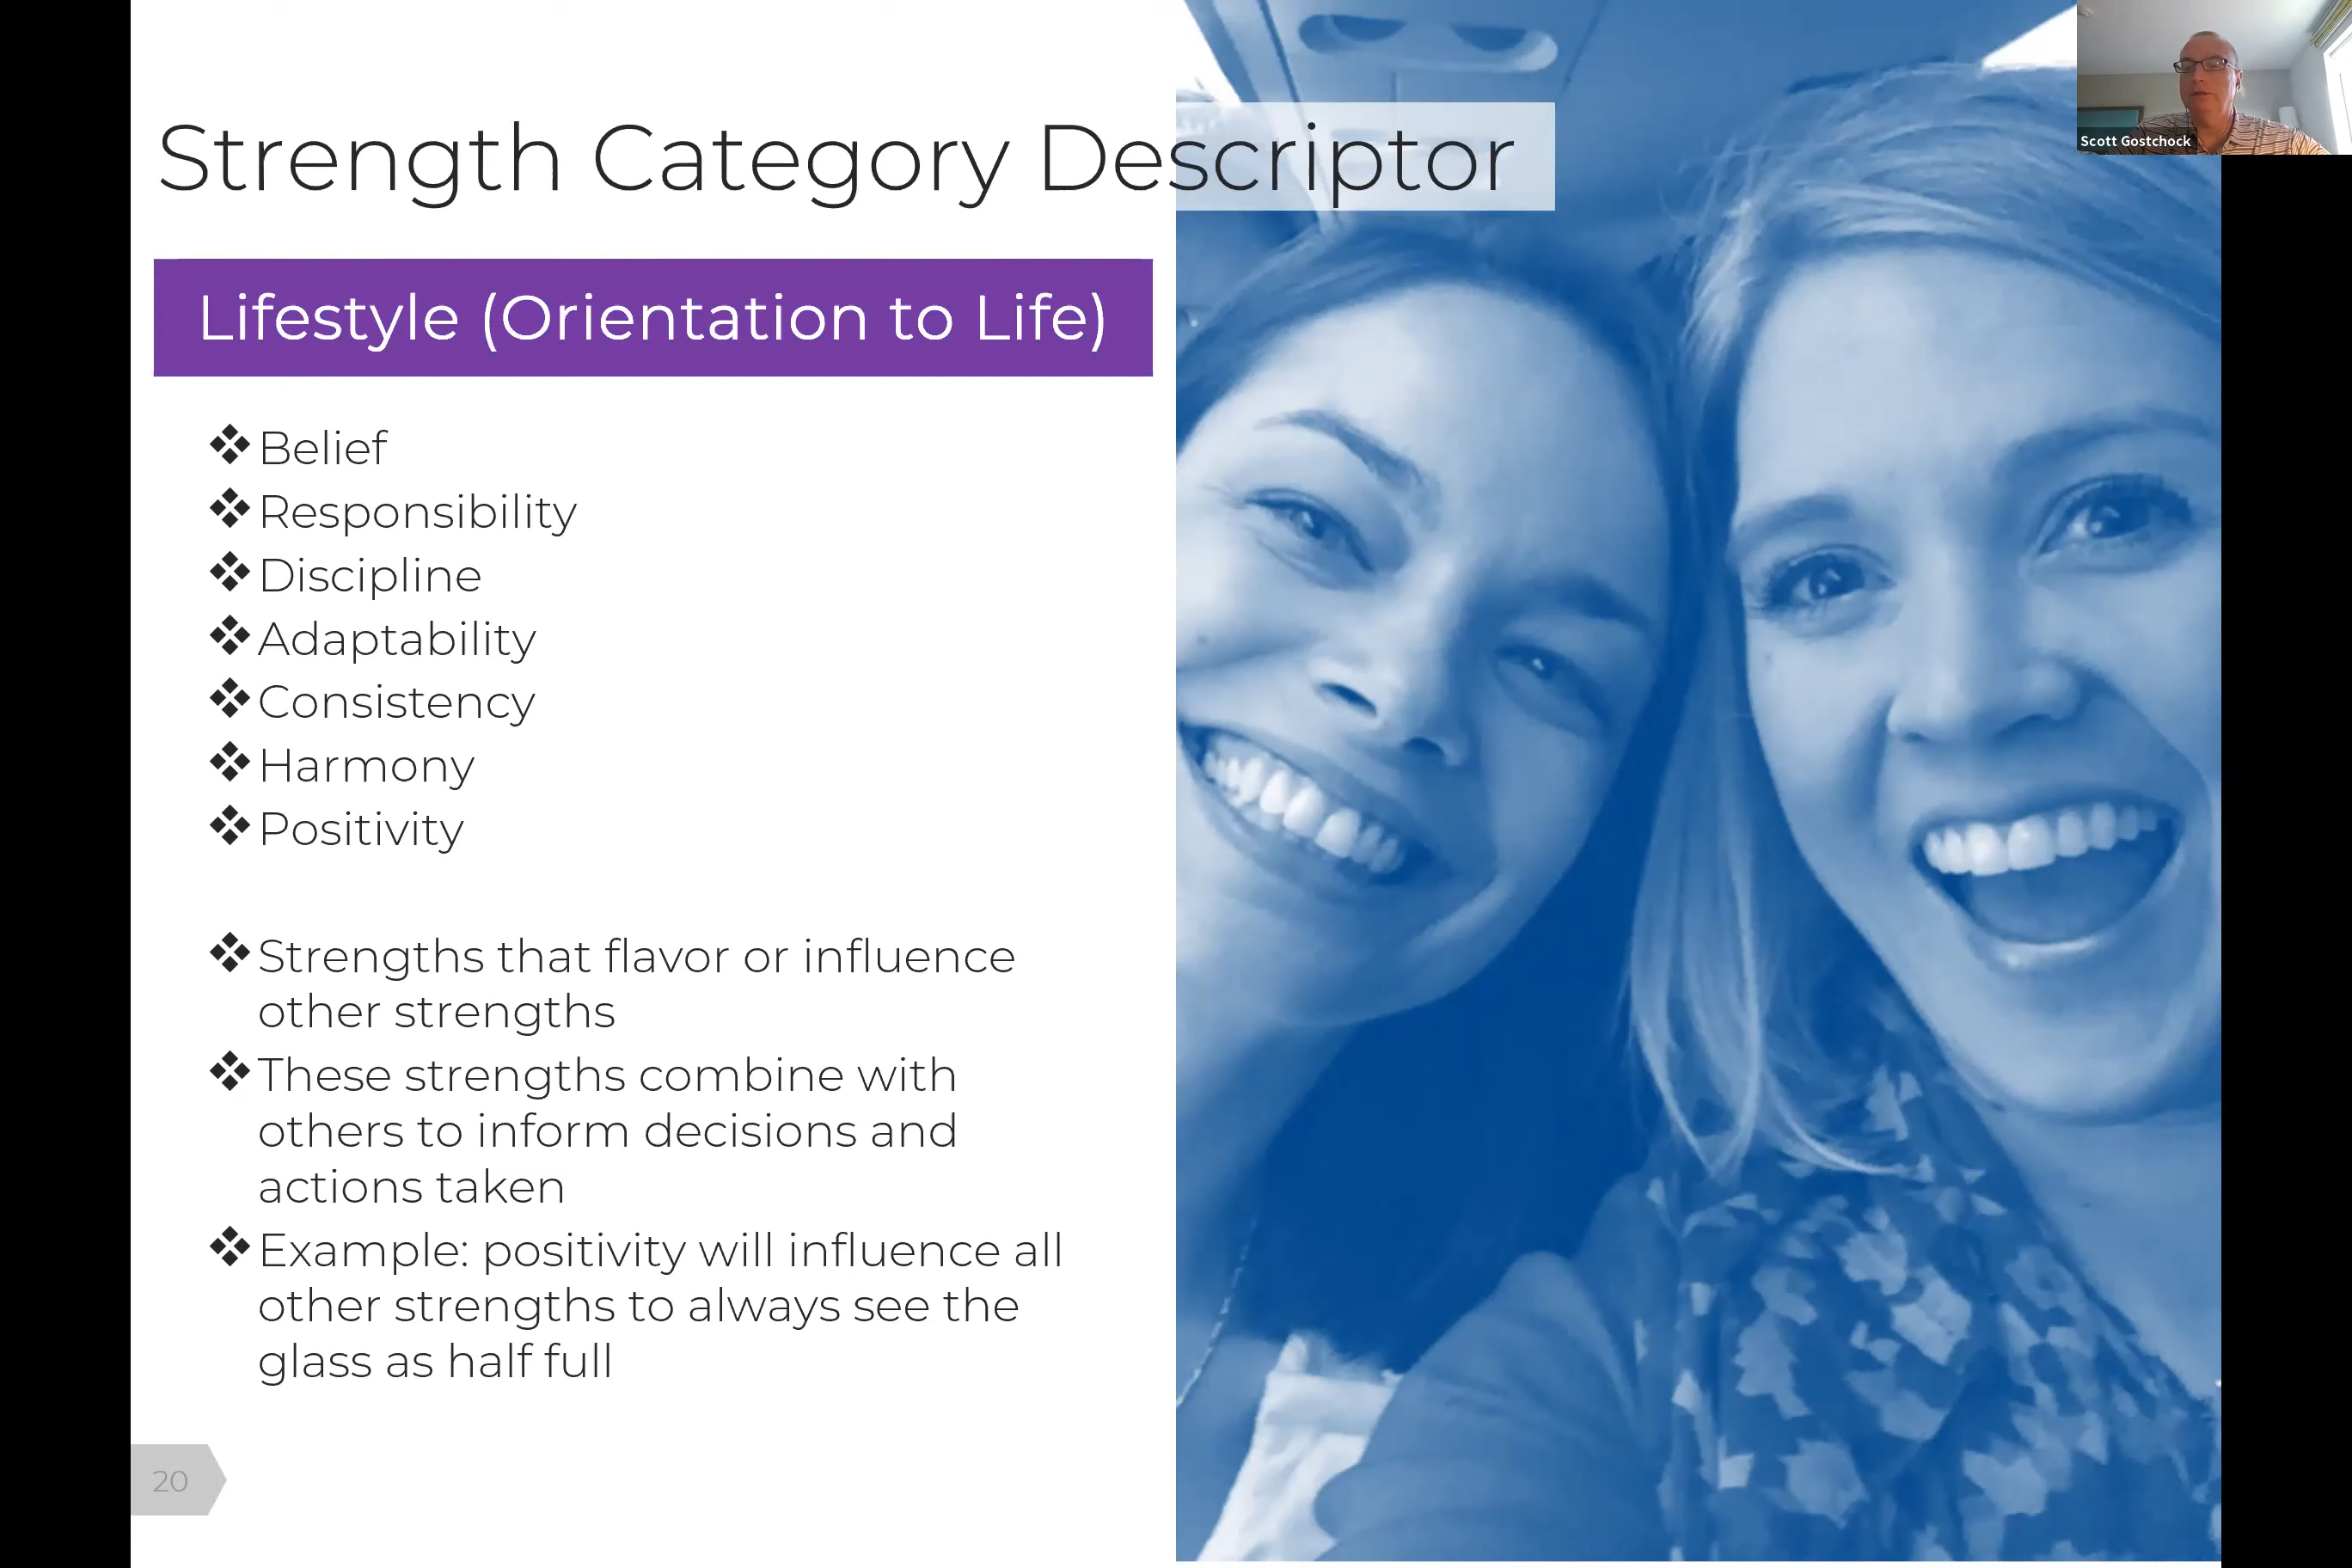 Scott Gostchock
Strength Category Descriptor
Lifestyle (Orientation to Life)
❖ Belief
❖ Responsibility
❖ Discipline
❖ Adaptability
❖ Consistency
❖ Harmony
❖ Positivity
❖ Strengths that flavor or influence
other strengths
❖ These strengths combine with
others to inform decisions and
actions taken
❖ Example: positivity will influence all
other strengths to always see the
glass as half full
20